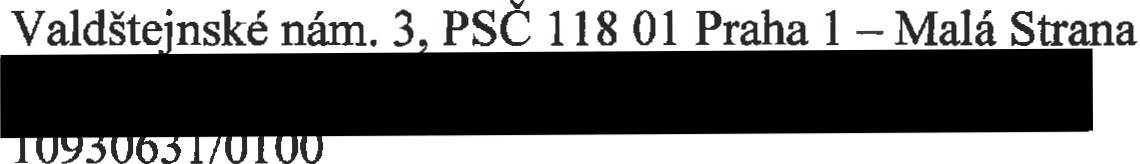 Valdštejnské nám. 3, PSČ 118 01 Praha 1 – Malá Strana
10930631/0100